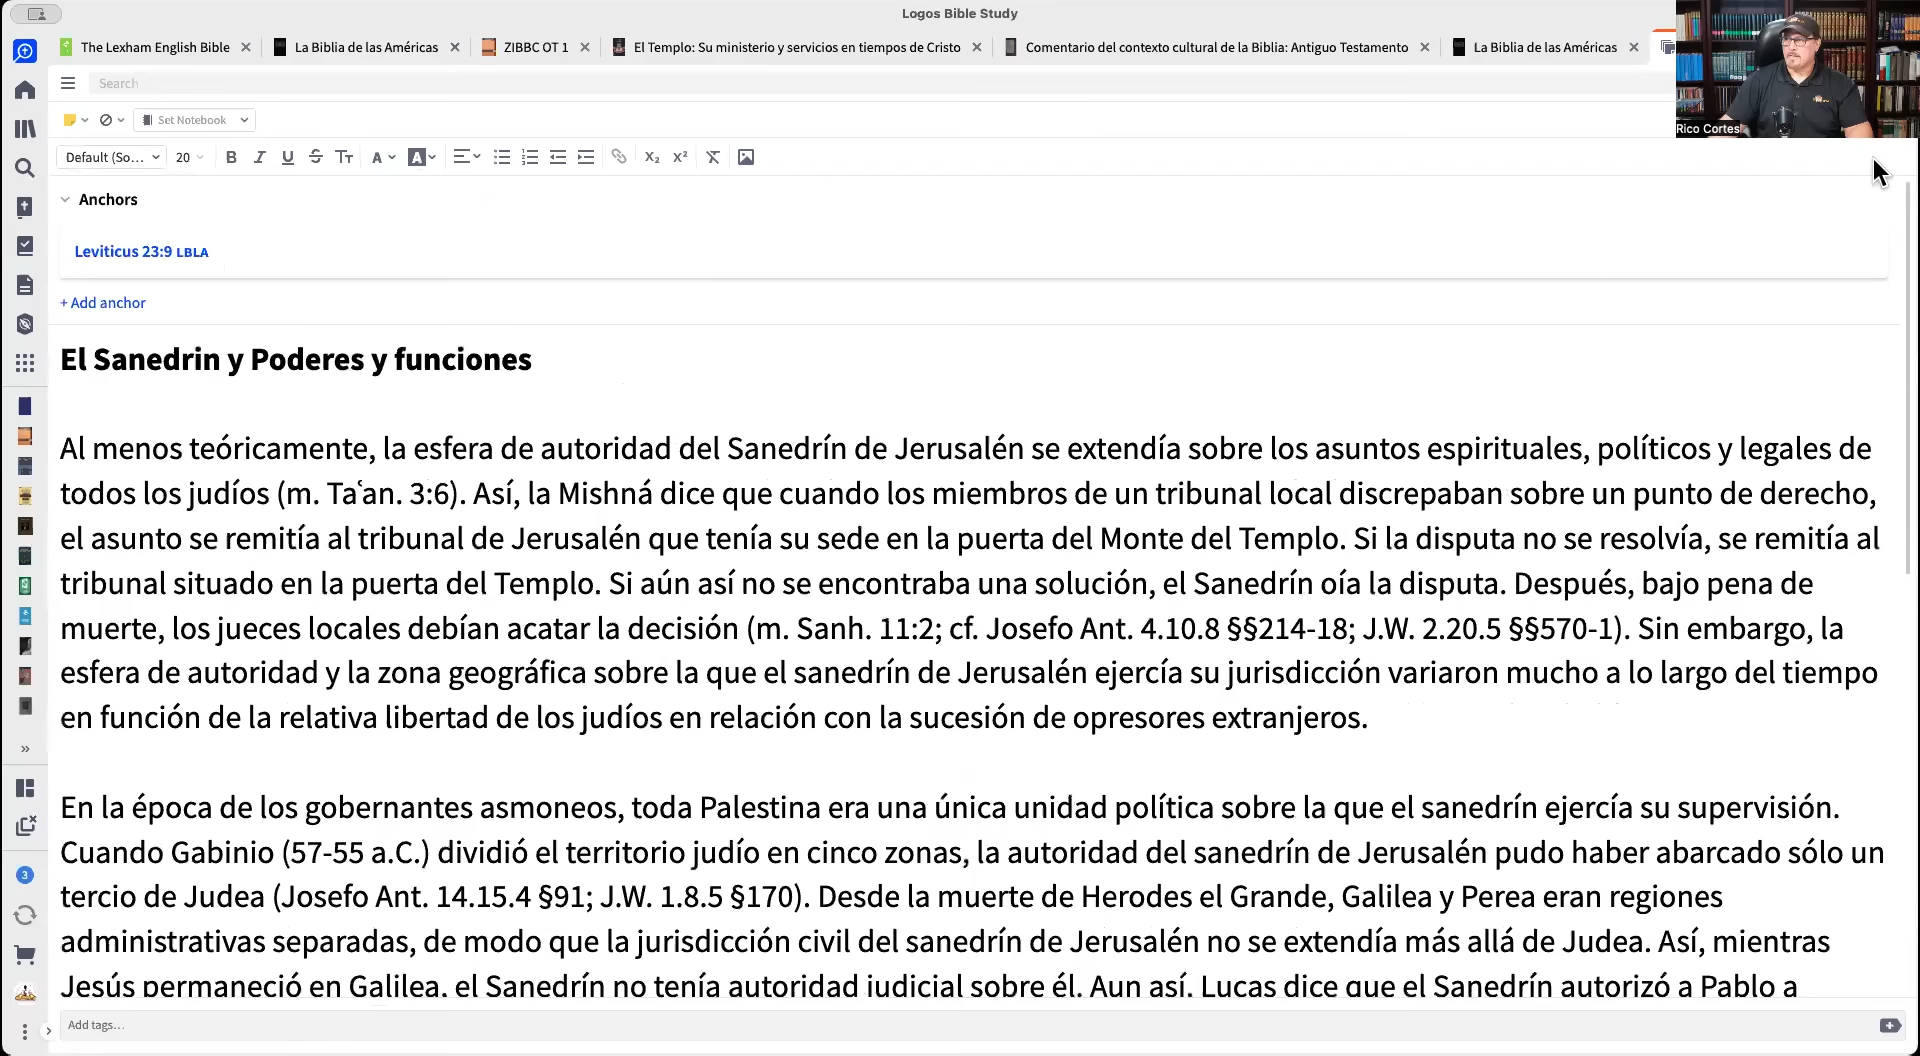 Logos Bible Study
The Lexham English Bible
La Biblia de las Américas
ZIBBC OT 1
El Templo: Su ministerio y servicios en tiempos de Cristo
Comentario del contexto cultural de la Biblia: Antiguo Testamento
La Biblia de las Américas
Search
Set Notebook
Rico Cortes
Default (So...
20
Anchors
Leviticus 23:9 LBLA
+ Add anchor
El Sanedrin y Poderes y funciones
Al menos teóricamente, la esfera de autoridad del Sanedrín de Jerusalén se extendía sobre los asuntos espirituales, políticos y legales de
todos los judíos (m. Taʿan. 3:6). Así, la Mishná dice que cuando los miembros de un tribunal local discrepaban sobre un punto de derecho,
el asunto se remitía al tribunal de Jerusalén que tenía su sede en la puerta del Monte del Templo. Si la disputa no se resolvía, se remitía al
tribunal situado en la puerta del Templo. Si aún así no se encontraba una solución, el Sanedrín oía la disputa. Después, bajo pena de
muerte, los jueces locales debían acatar la decisión (m. Sanh. 11:2; cf. Josefo Ant. 4.10.8 §§214-18; J.W. 2.20.5 §§570-1). Sin embargo, la
esfera de autoridad y la zona geográfica sobre la que el sanedrín de Jerusalén ejercía su jurisdicción variaron mucho a lo largo del tiempo
en función de la relativa libertad de los judíos en relación con la sucesión de opresores extranjeros.
En la época de los gobernantes asmoneos, toda Palestina era una única unidad política sobre la que el sanedrín ejercía su supervisión.
Cuando Gabinio (57-55 a.C.) dividió el territorio judío en cinco zonas, la autoridad del sanedrín de Jerusalén pudo haber abarcado sólo un
tercio de Judea (Josefo Ant. 14.15.4 §91; J.W. 1.8.5 §170). Desde la muerte de Herodes el Grande, Galilea y Perea eran regiones
administrativas separadas, de modo que la jurisdicción civil del sanedrín de Jerusalén no se extendía más allá de Judea. Así, mientras
Jesús permaneció en Galilea, el Sanedrín no tenía autoridad judicial sobre él. Aun así, Lucas dice que el Sanedrín autorizó a Pablo a
3
Add tags...